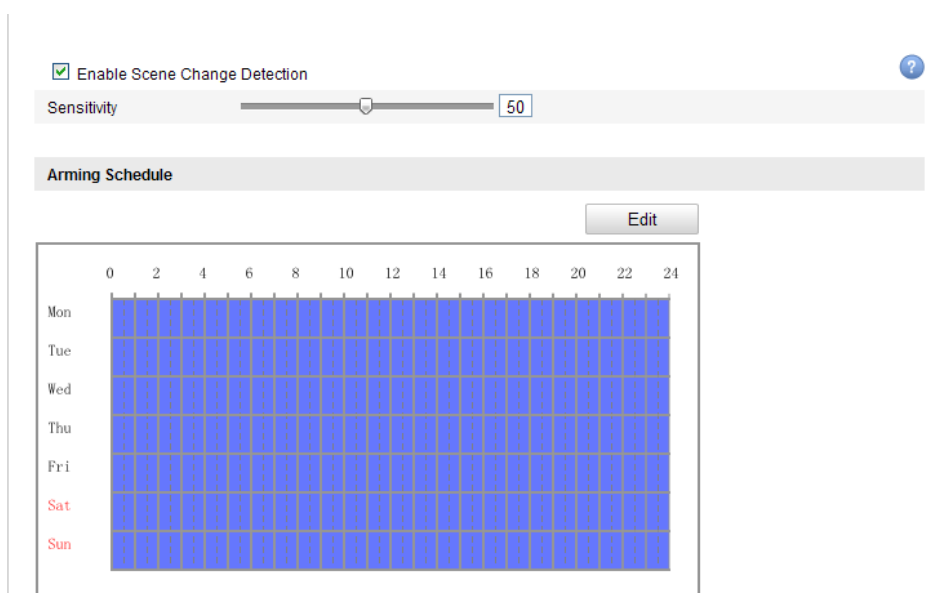 Enable Scene Change Detection
?
Sensitivity 50
Arming Schedule
Edit
0 2 4 6 8 10 12 14 16 18 20 22 24
Mon
Tue
Wed
Thu
Fri
Sat
Sun